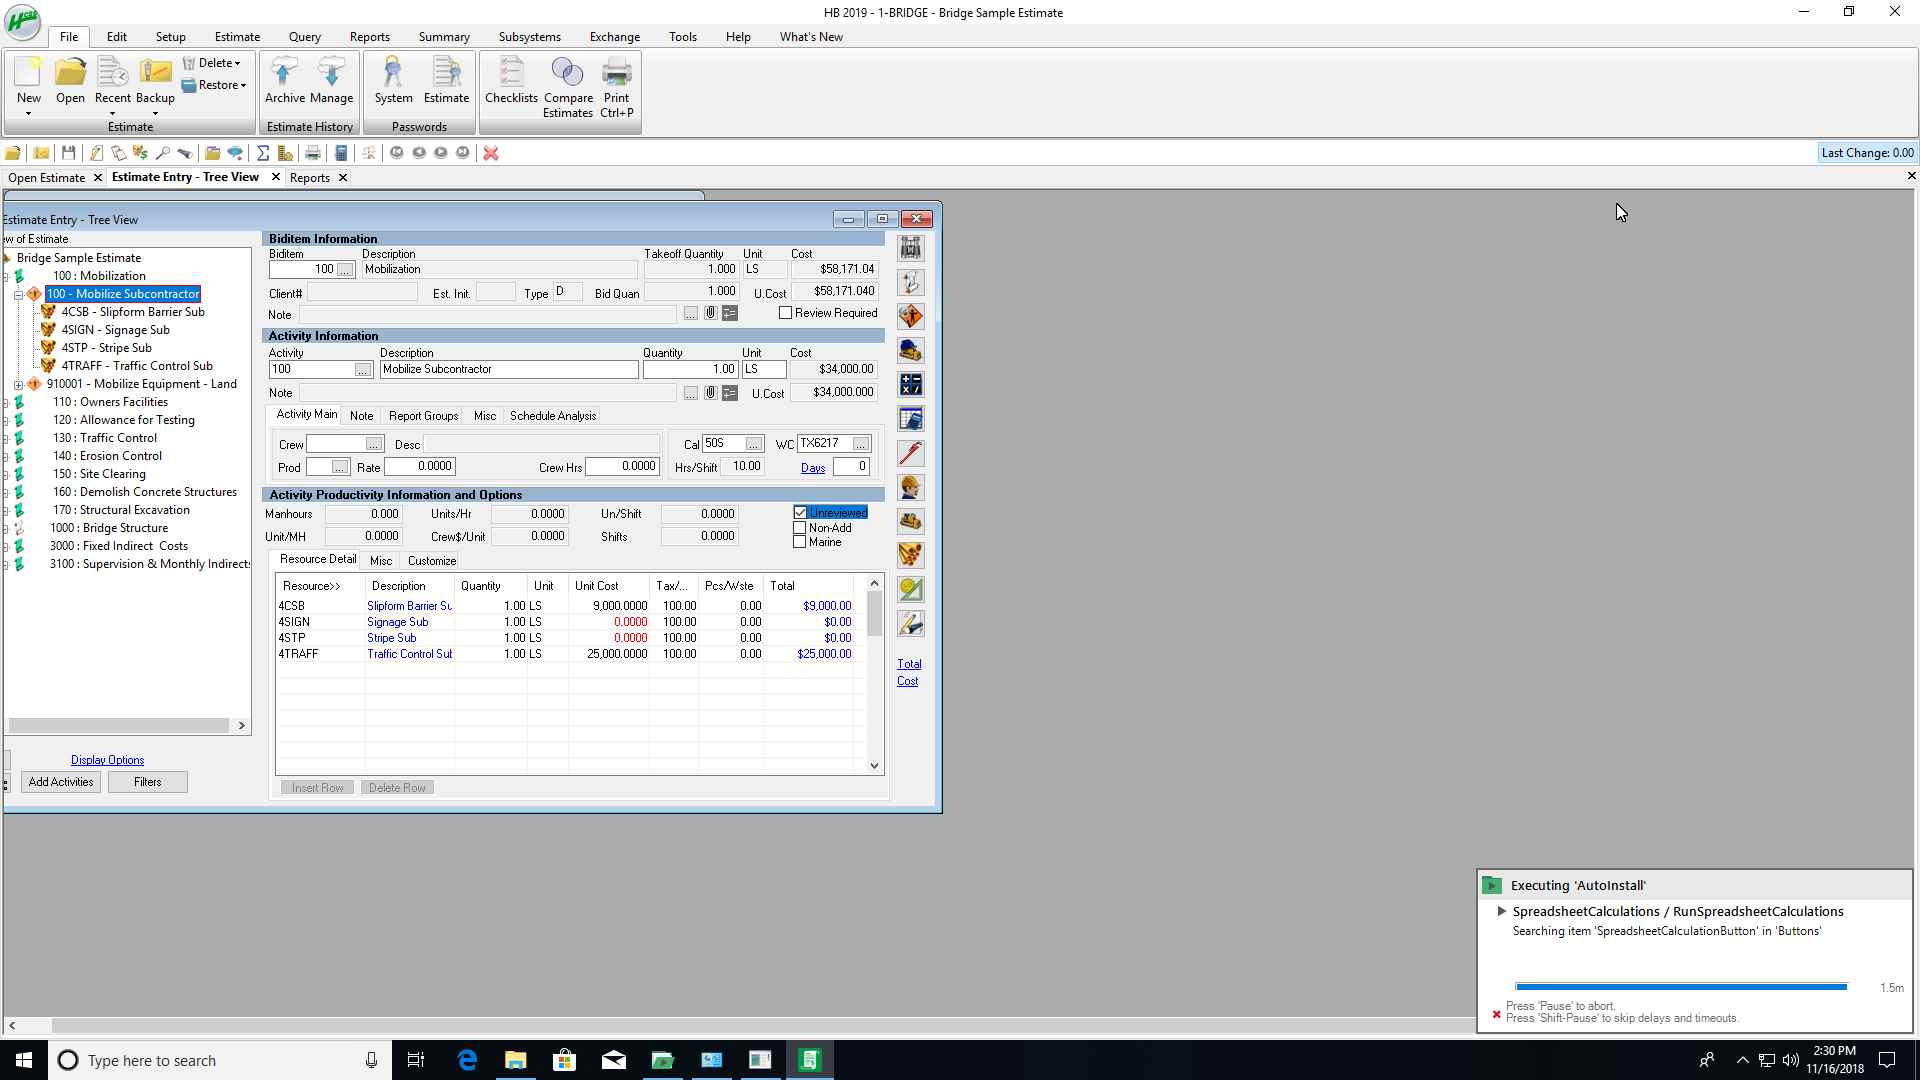 HB 2019 - 1-BRIDGE - Bridge Sample Estimate
File Edit Setup Estimate Query Reports Summary Subsystems Exchange Tools Help What's New
New Open Recent Backup Delete Restore
Archive Manage
System Estimate
Checklists Compare Estimates Print Ctrl+P
Estimate Estimate History Passwords
Last Change: 0.00
Open Estimate Estimate Entry - Tree View Reports
Estimate Entry - Tree View
ew of Estimate
Bridge Sample Estimate
100 : Mobilization
100 - Mobilize Subcontractor
4CSB - Slipform Barrier Sub
4SIGN - Signage Sub
4STP - Stripe Sub
4TRAFF - Traffic Control Sub
910001 - Mobilize Equipment - Land
110 : Owners Facilities
120 : Allowance for Testing
130 : Traffic Control
140 : Erosion Control
150 : Site Clearing
160 : Demolish Concrete Structures
170 : Structural Excavation
1000 : Bridge Structure
3000 : Fixed Indirect Costs
3100 : Supervision & Monthly Indirects
Display Options
Add Activities Filters
Biditem Information
Biditem Description Takeoff Quantity Unit Cost
100 ... Mobilization 1.000 LS $58,171.04
Client# Est. Init. Type D Bid Quan 1.000 U.Cost $58,171.040
Note ... Review Required
Activity Information
Activity Description Quantity Unit Cost
100 ... Mobilize Subcontractor 1.00 LS $34,000.00
Note ... U.Cost $34,000.000
Activity Main Note Report Groups Misc Schedule Analysis
Crew ... Desc Cal 50S ... WC TX6217 ...
Prod ... Rate 0.0000 Crew Hrs 0.0000 Hrs/Shift 10.00 Days 0
Activity Productivity Information and Options
Manhours 0.000 Units/Hr 0.0000 Un/Shift 0.0000 Unreviewed
Non-Add
Unit/MH 0.0000 Crew$/Unit 0.0000 Shifts 0.0000 Marine
Resource Detail Misc Customize
Resource>> Description Quantity Unit Unit Cost Tax/... Pcs/Wste Total
4CSB Slipform Barrier Su 1.00 LS 9,000.0000 100.00 0.00 $9,000.00
4SIGN Signage Sub 1.00 LS 0.0000 100.00 0.00 $0.00
4STP Stripe Sub 1.00 LS 0.0000 100.00 0.00 $0.00
4TRAFF Traffic Control Sub 1.00 LS 25,000.0000 100.00 0.00 $25,000.00
Insert Row Delete Row
Total
Cost
Executing 'AutoInstall'
SpreadsheetCalculations / RunSpreadsheetCalculations
Searching item 'SpreadsheetCalculationButton' in 'Buttons'
1.5m
Press 'Pause' to abort.
Press 'Shift-Pause' to skip delays and timeouts.
Type here to search
2:30 PM
11/16/2018